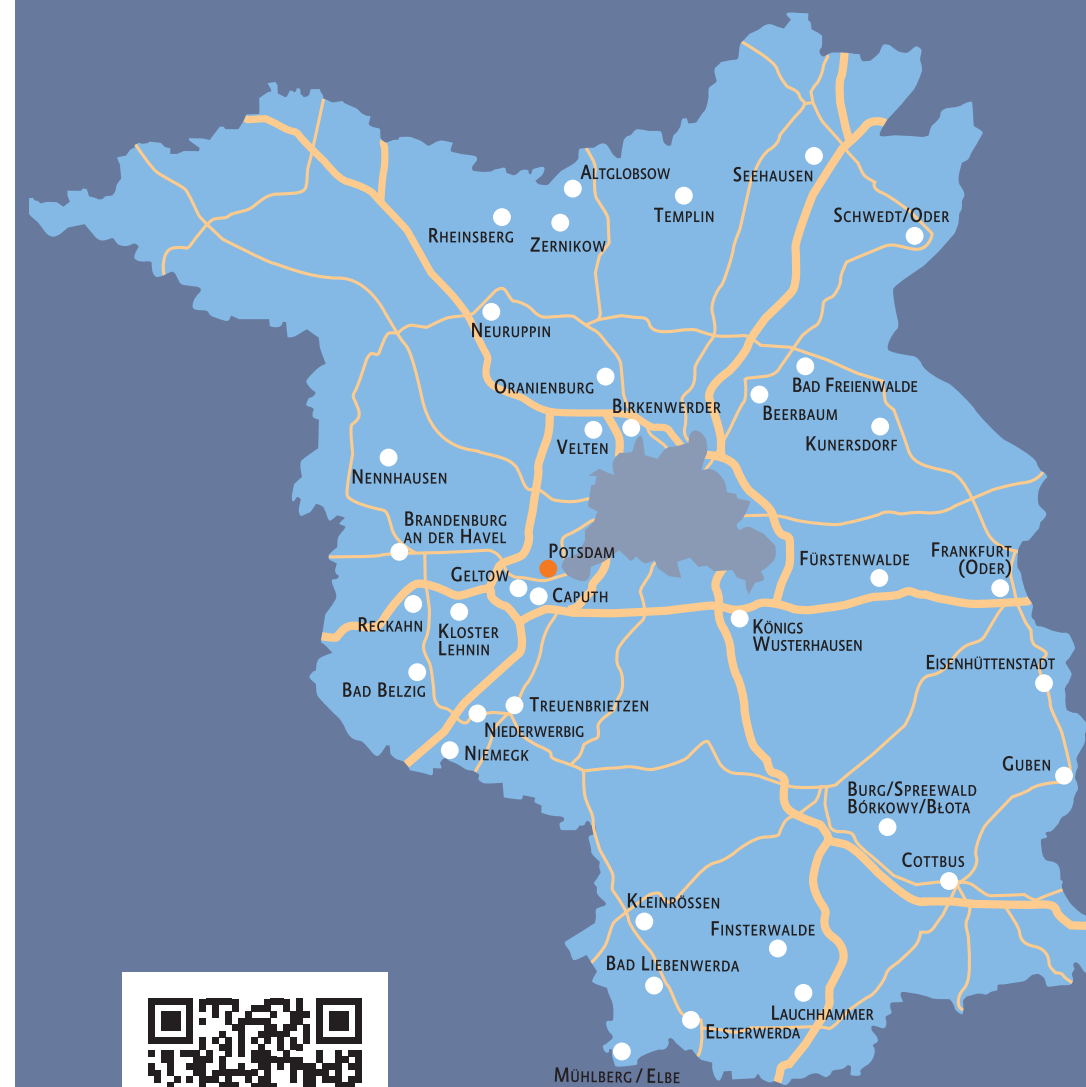 Altglobsow
Seehausen
Templin
Schwedt/Oder
Rheinsberg
Zernikow
Neuruppin
Oranienburg
Bad Freienwalde
Birkenwerder
Beerbaum
Velten
Kunersdorf
Nennhausen
Brandenburg
an der Havel
Potsdam
Fürstenwalde
Frankfurt
(Oder)
Geltow
Caputh
Reckahn
Kloster
Lehnin
Königs
Wusterhausen
Eisenhüttenstadt
Bad Belzig
Treuenbrietzen
Niederwerbig
Niemegk
Guben
Burg/Spreewald
Bórkowy/Błota
Cottbus
Kleinrössen
Finsterwalde
Bad Liebenwerda
Lauchhammer
Elsterwerda
Mühlberg / Elbe